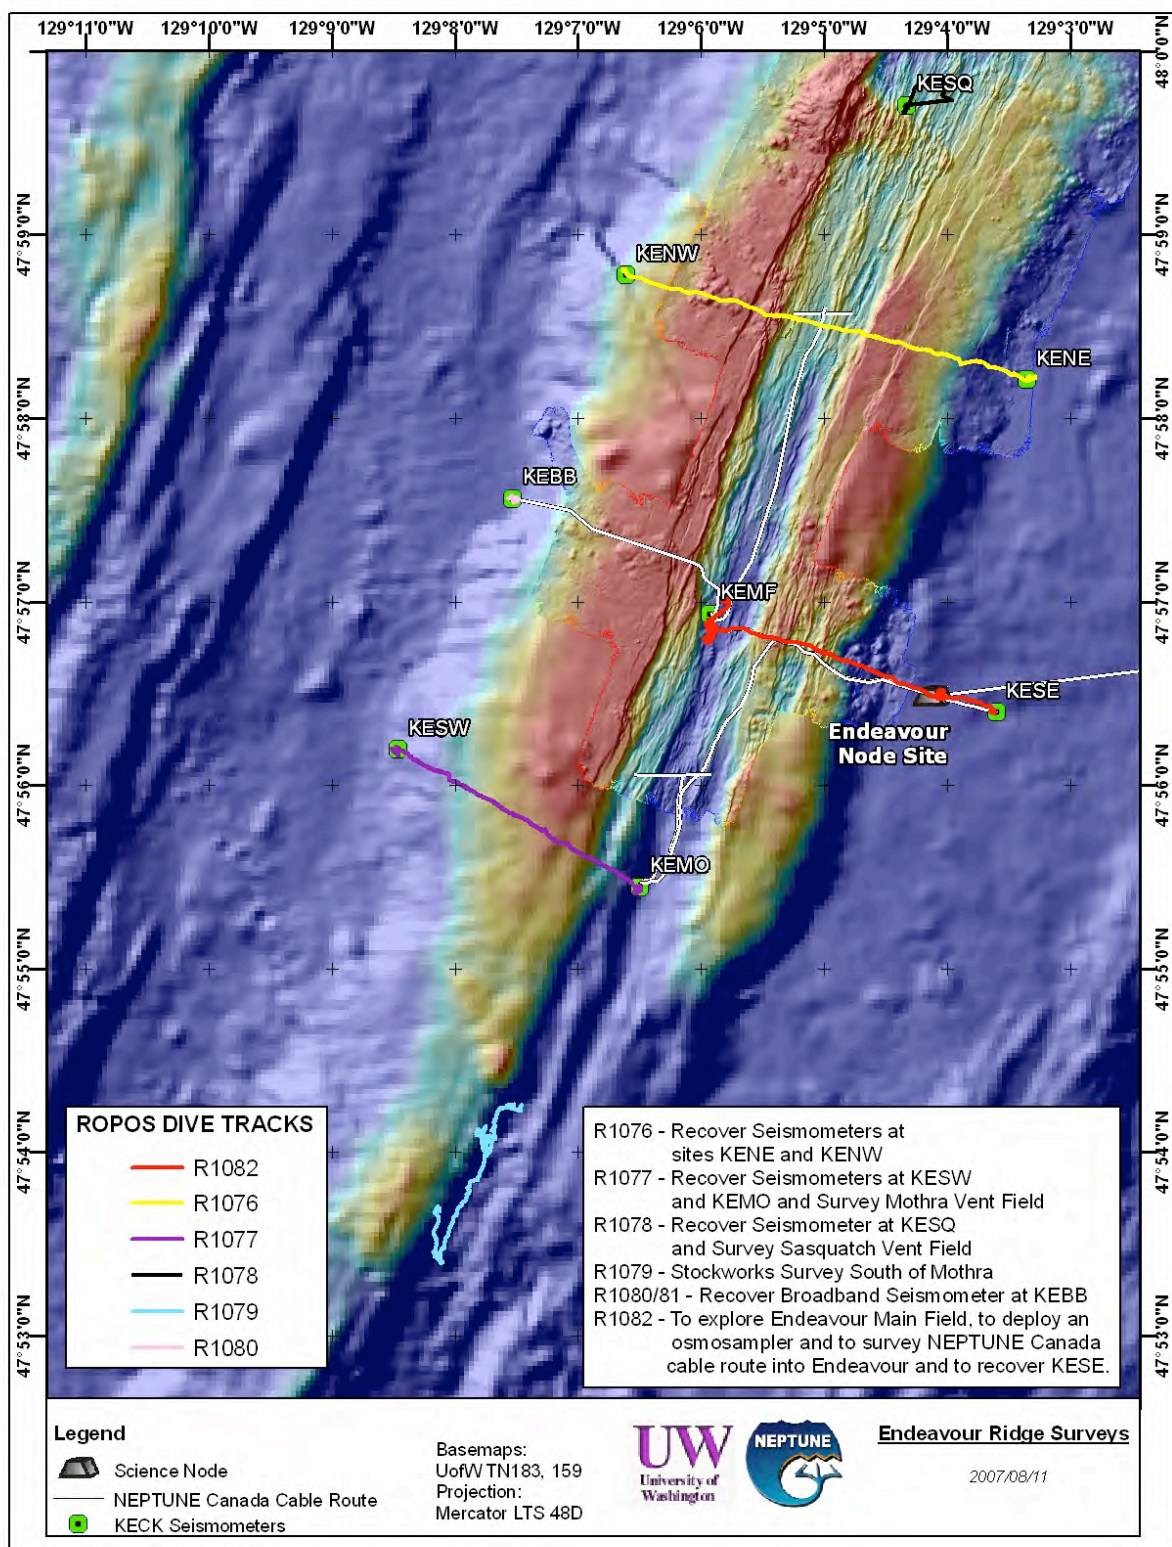 129°11'0"W 129°10'0"W 129°9'0"W 129°8'0"W 129°7'0"W 129°6'0"W 129°5'0"W 129°4'0"W 129°3'0"W
48°0'0"N
KESQ
47°59'0"N 47°59'0"N
KENW
KENE
47°58'0"N 47°58'0"N
KEBB
47°57'0"N 47°57'0"N
KEMF
KESE
KESW
Endeavour
Node Site
47°56'0"N 47°56'0"N
KEMO
47°55'0"N 47°55'0"N
47°54'0"N 47°54'0"N
47°53'0"N 47°53'0"N
ROPOS DIVE TRACKS
R1082
R1076
R1077
R1078
R1079
R1080
R1076 - Recover Seismometers at
sites KENE and KENW
R1077 - Recover Seismometers at KESW
and KEMO and Survey Mothra Vent Field
R1078 - Recover Seismometer at KESQ
and Survey Sasquatch Vent Field
R1079 - Stockworks Survey South of Mothra
R1080/81 - Recover Broadband Seismometer at KEBB
R1082 - To explore Endeavour Main Field, to deploy an
osmosampler and to survey NEPTUNE Canada
cable route into Endeavour and to recover KESE.
Legend
Science Node
NEPTUNE Canada Cable Route
KECK Seismometers
Basemaps:
UofW TN183, 159
Projection:
Mercator LTS 48D
UW
University of
Washington
NEPTUNE
Endeavour Ridge Surveys
2007/08/11